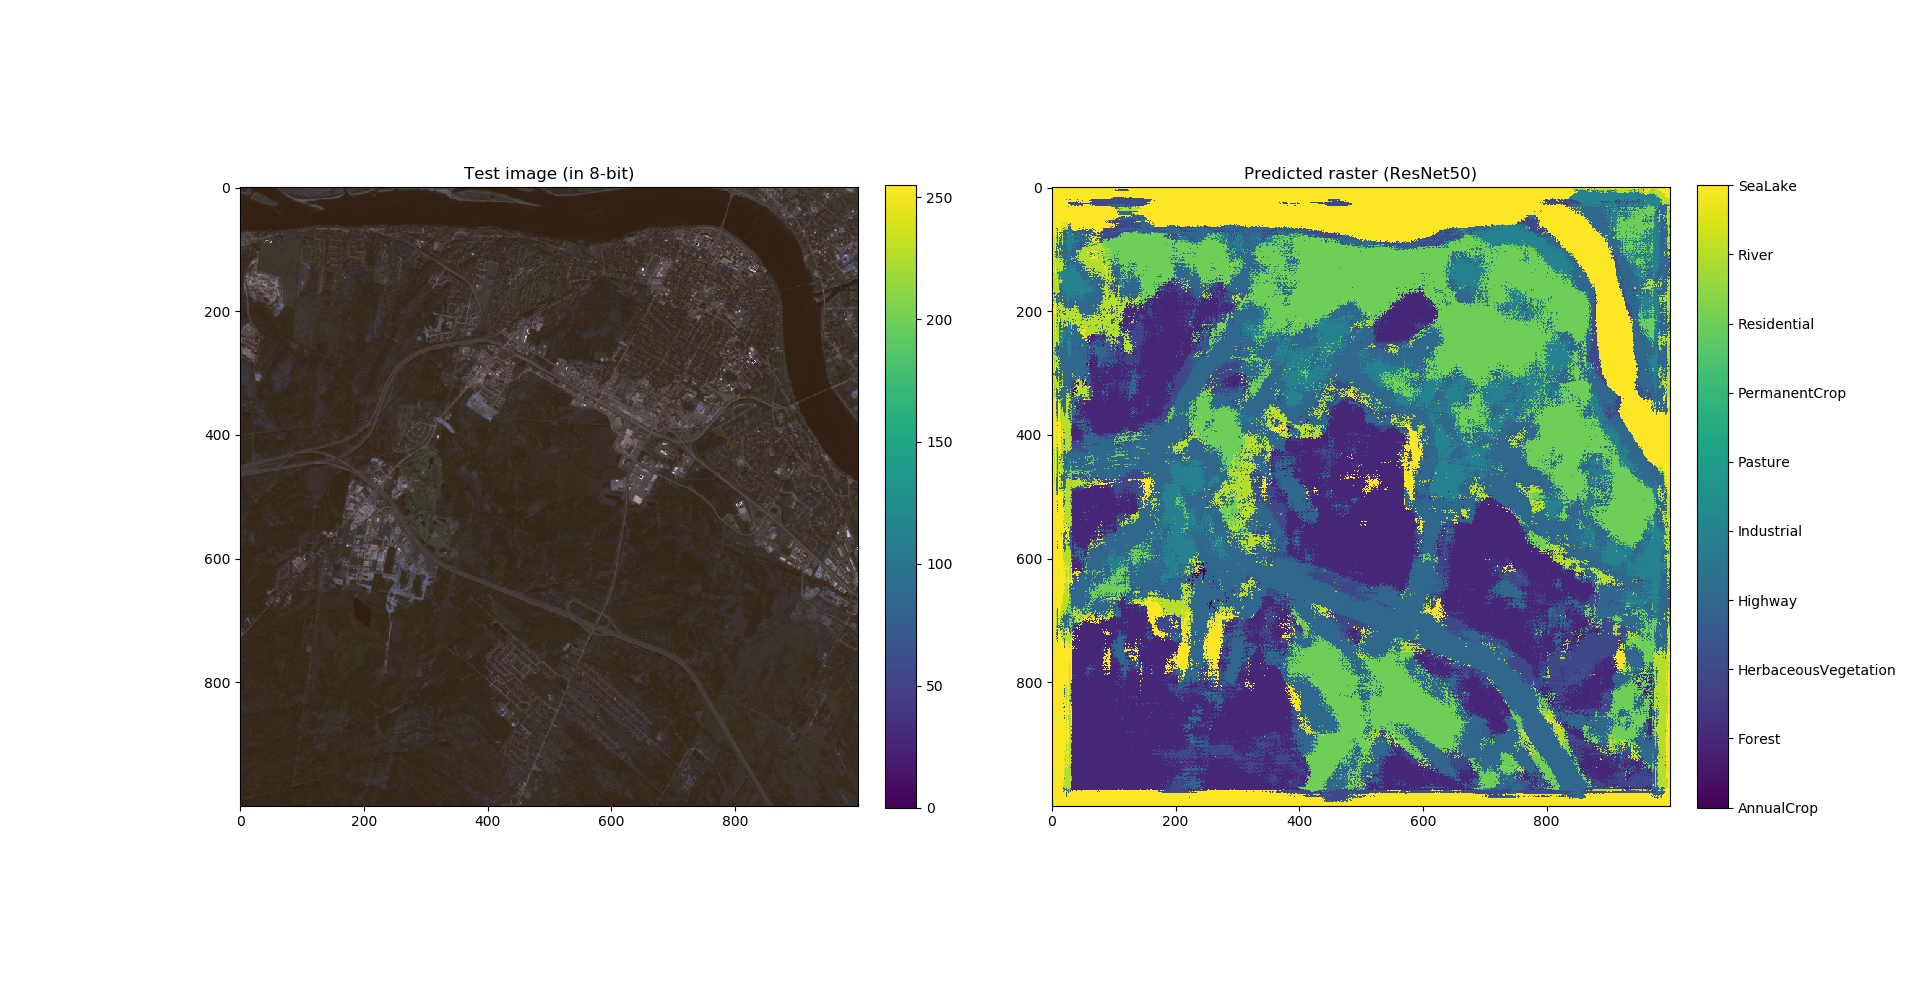 Test image (in 8-bit)
0
200
400
600
800
0
200
400
600
800
250
200
150
100
50
0
Predicted raster (ResNet50)
0
200
400
600
800
0
200
400
600
800
SeaLake
River
Residential
PermanentCrop
Pasture
Industrial
Highway
HerbaceousVegetation
Forest
AnnualCrop